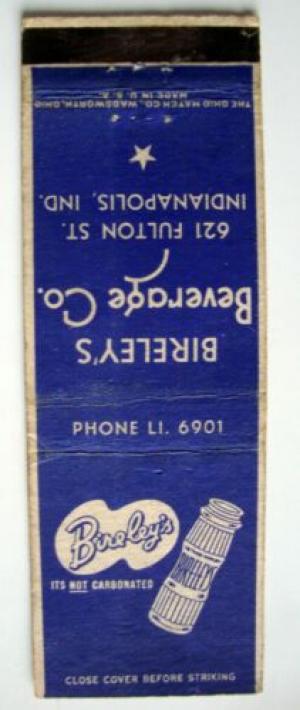 THE OHIO MATCH CO., WADSWORTH, OHIO
MADE IN U. S. A.
621 FULTON ST.
INDIANAPOLIS, IND.
BIRELEY'S
Beverage Co.
PHONE LI. 6901
Bireley's
ITS NOT CARBONATED
CLOSE COVER BEFORE STRIKING